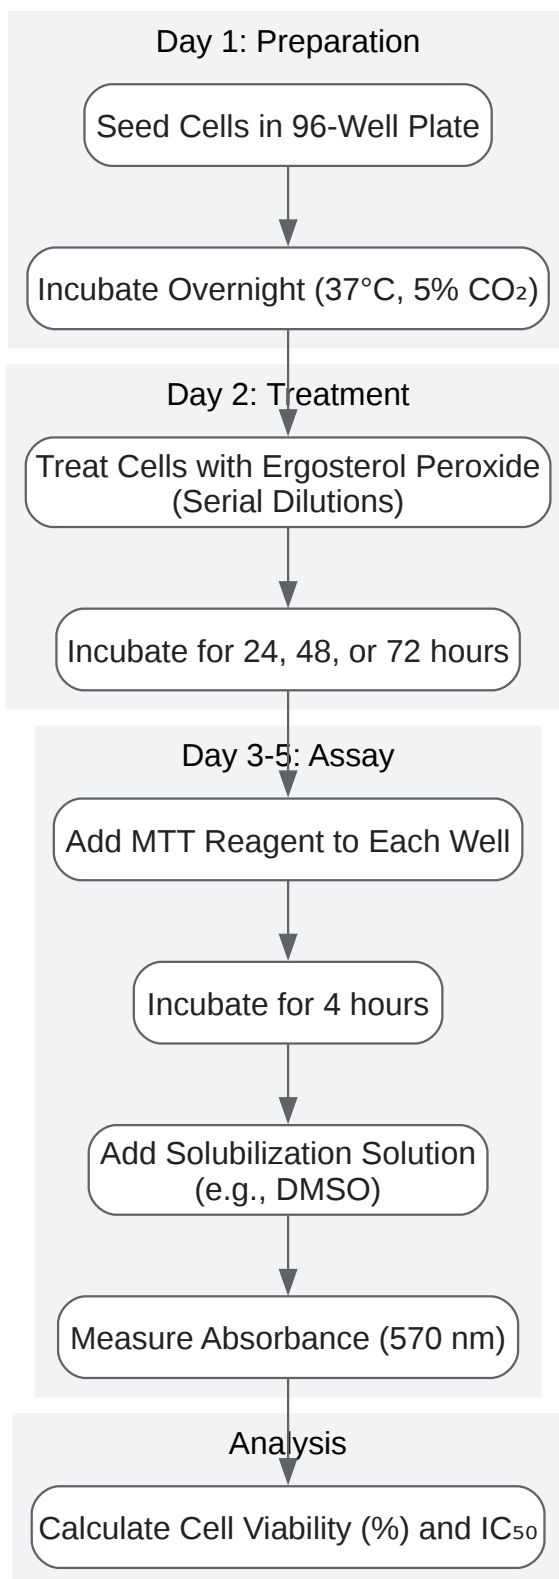 Day 1: Preparation
Seed Cells in 96-Well Plate
Incubate Overnight (37°C, 5% CO₂)
Day 2: Treatment
Treat Cells with Ergosterol Peroxide
(Serial Dilutions)
Incubate for 24, 48, or 72 hours
Day 3-5: Assay
Add MTT Reagent to Each Well
Incubate for 4 hours
Add Solubilization Solution
(e.g., DMSO)
Measure Absorbance (570 nm)
Analysis
Calculate Cell Viability (%) and IC₅₀